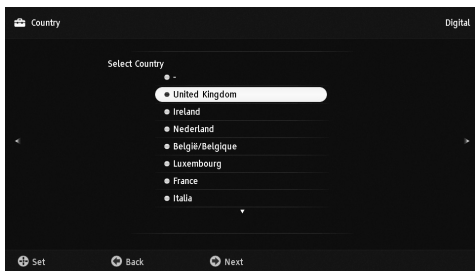 Country
Digital
Select Country
-
United Kingdom
Ireland
Nederland
België/Belgique
Luxembourg
France
Italia
Set
Back
Next